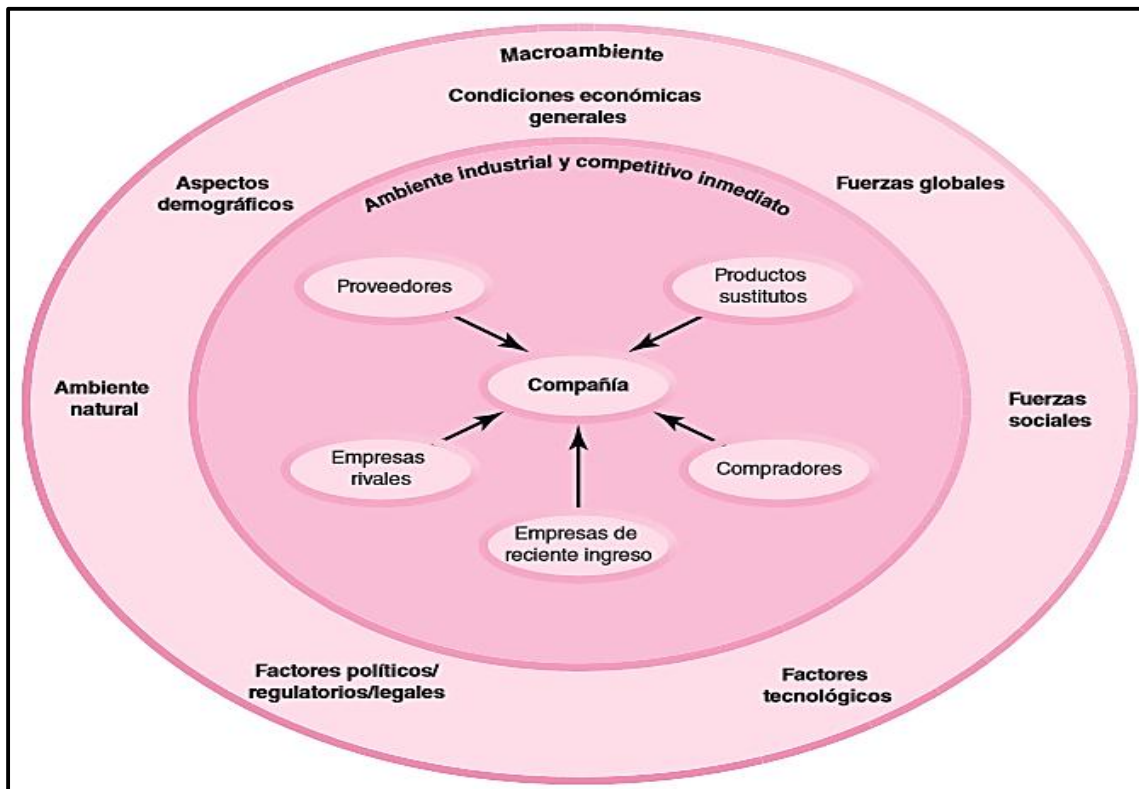 Macroambiente
Condiciones económicas
generales
Ambiente industrial y competitivo inmediato
Aspectos
demográficos
Fuerzas globales
Proveedores
Productos
sustitutos
Compañía
Ambiente
natural
Fuerzas
sociales
Empresas
rivales
Compradores
Empresas de
reciente ingreso
Factores políticos/
regulatorios/legales
Factores
tecnológicos